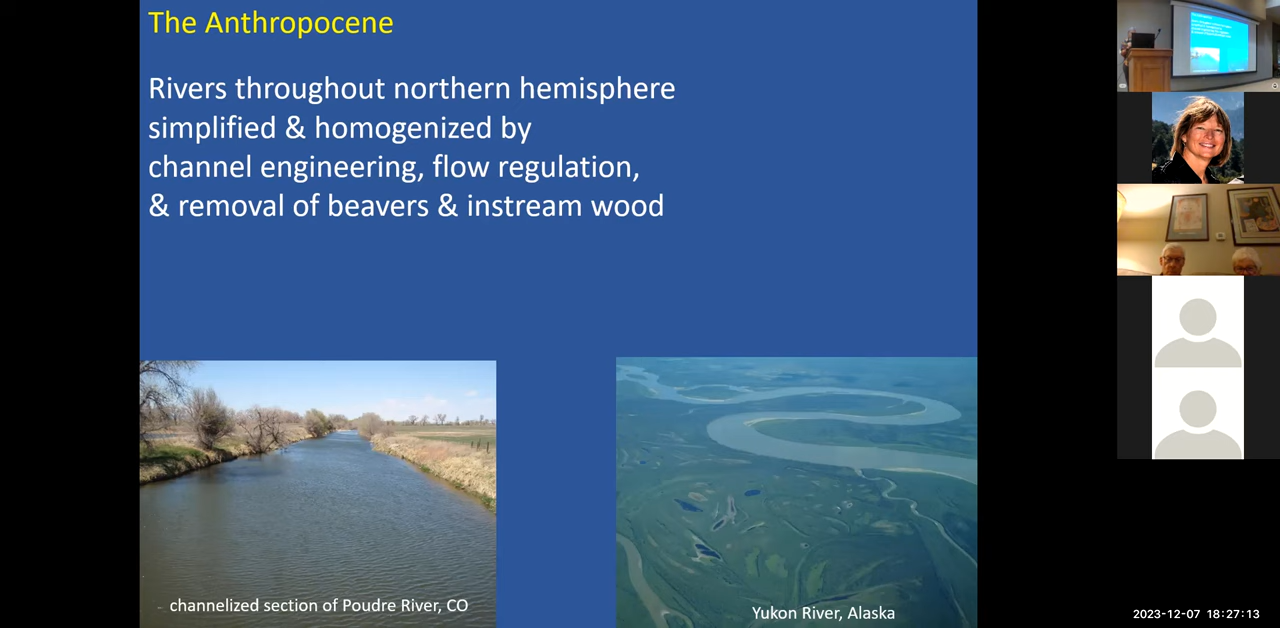 The Anthropocene
Rivers throughout northern hemisphere
simplified & homogenized by
channel engineering, flow regulation,
& removal of beavers & instream wood
channelized section of Poudre River, CO
Yukon River, Alaska
2023-12-07 18:27:13